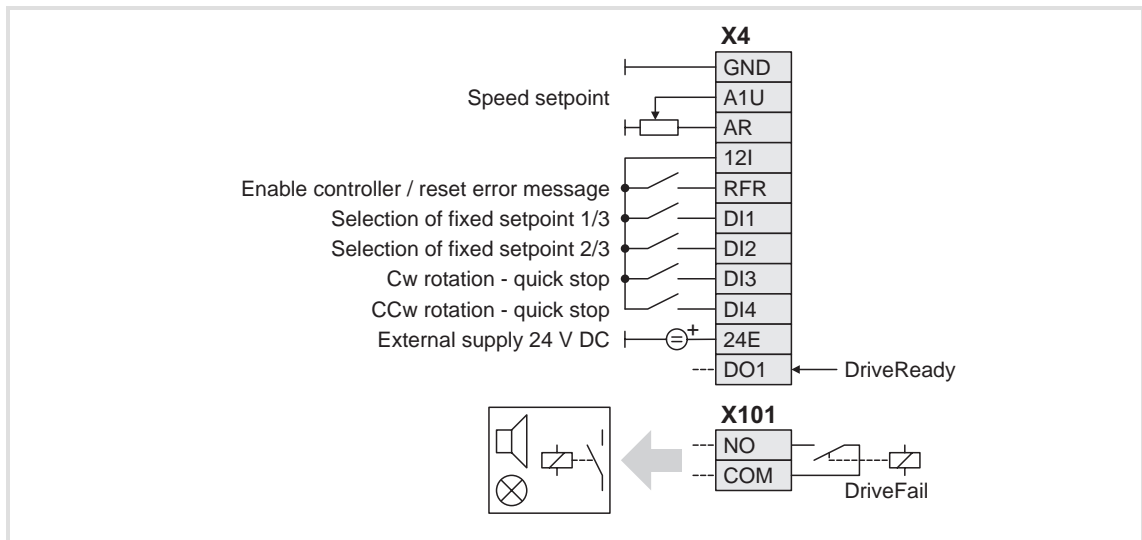 X4
GND
Speed setpoint A1U
AR
12I
Enable controller / reset error message RFR
Selection of fixed setpoint 1/3 DI1
Selection of fixed setpoint 2/3 DI2
Cw rotation - quick stop DI3
CCw rotation - quick stop DI4
External supply 24 V DC + 24E
DO1 DriveReady
X101
NO
COM
DriveFail